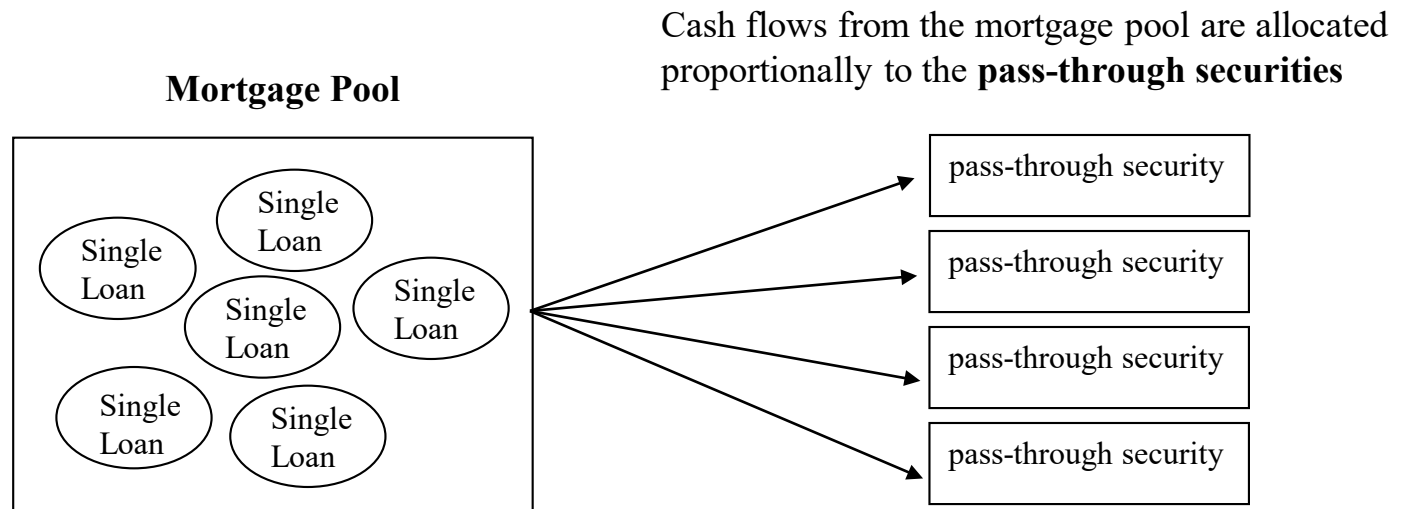 Cash flows from the mortgage pool are allocated
proportionally to the pass-through securities
Mortgage Pool
Single
Loan
Single
Loan
Single
Loan
Single
Loan
Single
Loan
Single
Loan
pass-through security
pass-through security
pass-through security
pass-through security